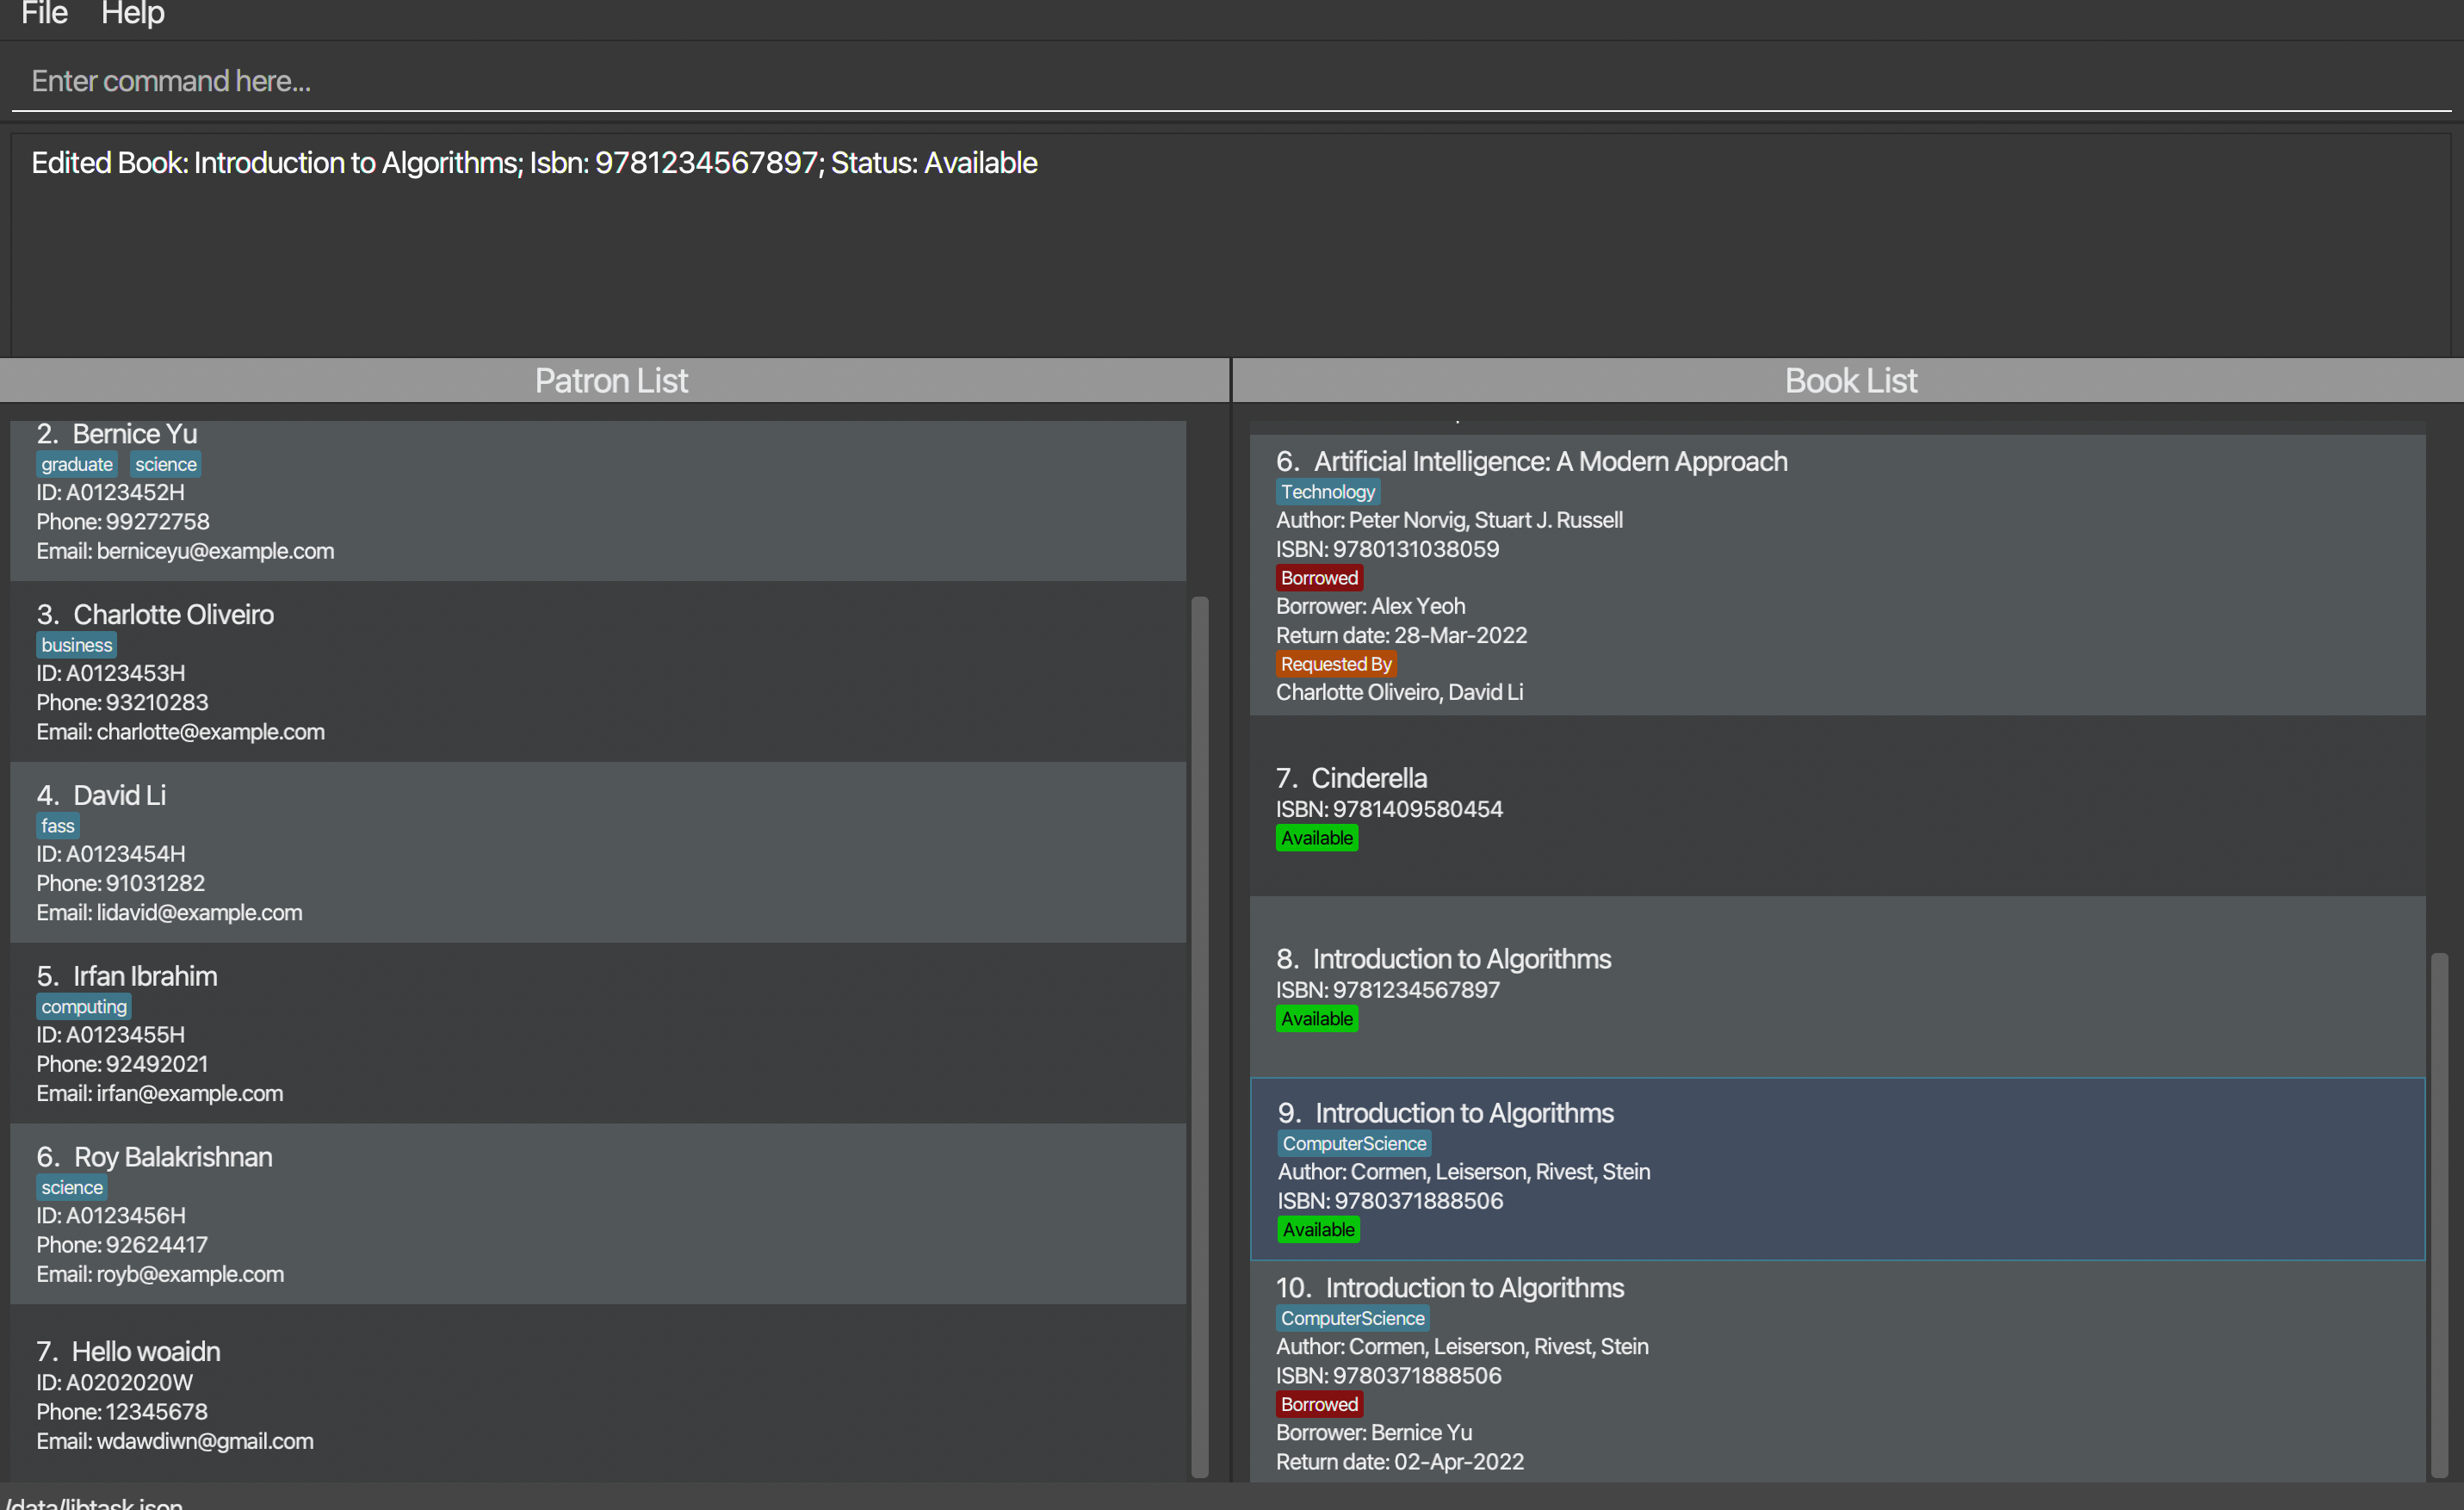 File Help
Enter command here...
Edited Book: Introduction to Algorithms; Isbn: 9781234567897; Status: Available
Patron List
2. Bernice Yu
graduate science
ID: A0123452H
Phone: 99272758
Email: berniceyu@example.com
3. Charlotte Oliveiro
business
ID: A0123453H
Phone: 93210283
Email: charlotte@example.com
4. David Li
fass
ID: A0123454H
Phone: 91031282
Email: lidavid@example.com
5. Irfan Ibrahim
computing
ID: A0123455H
Phone: 92492021
Email: irfan@example.com
6. Roy Balakrishnan
science
ID: A0123456H
Phone: 92624417
Email: royb@example.com
7. Hello woaidn
ID: A0202020W
Phone: 12345678
Email: wdawdiwn@gmail.com
Book List
6. Artificial Intelligence: A Modern Approach
Technology
Author: Peter Norvig, Stuart J. Russell
ISBN: 9780131038059
Borrowed
Borrower: Alex Yeoh
Return date: 28-Mar-2022
Requested By
Charlotte Oliveiro, David Li
7. Cinderella
ISBN: 9781409580454
Available
8. Introduction to Algorithms
ISBN: 9781234567897
Available
9. Introduction to Algorithms
ComputerScience
Author: Cormen, Leiserson, Rivest, Stein
ISBN: 9780371888506
Available
10. Introduction to Algorithms
ComputerScience
Author: Cormen, Leiserson, Rivest, Stein
ISBN: 9780371888506
Borrowed
Borrower: Bernice Yu
Return date: 02-Apr-2022
/data/libtask.json